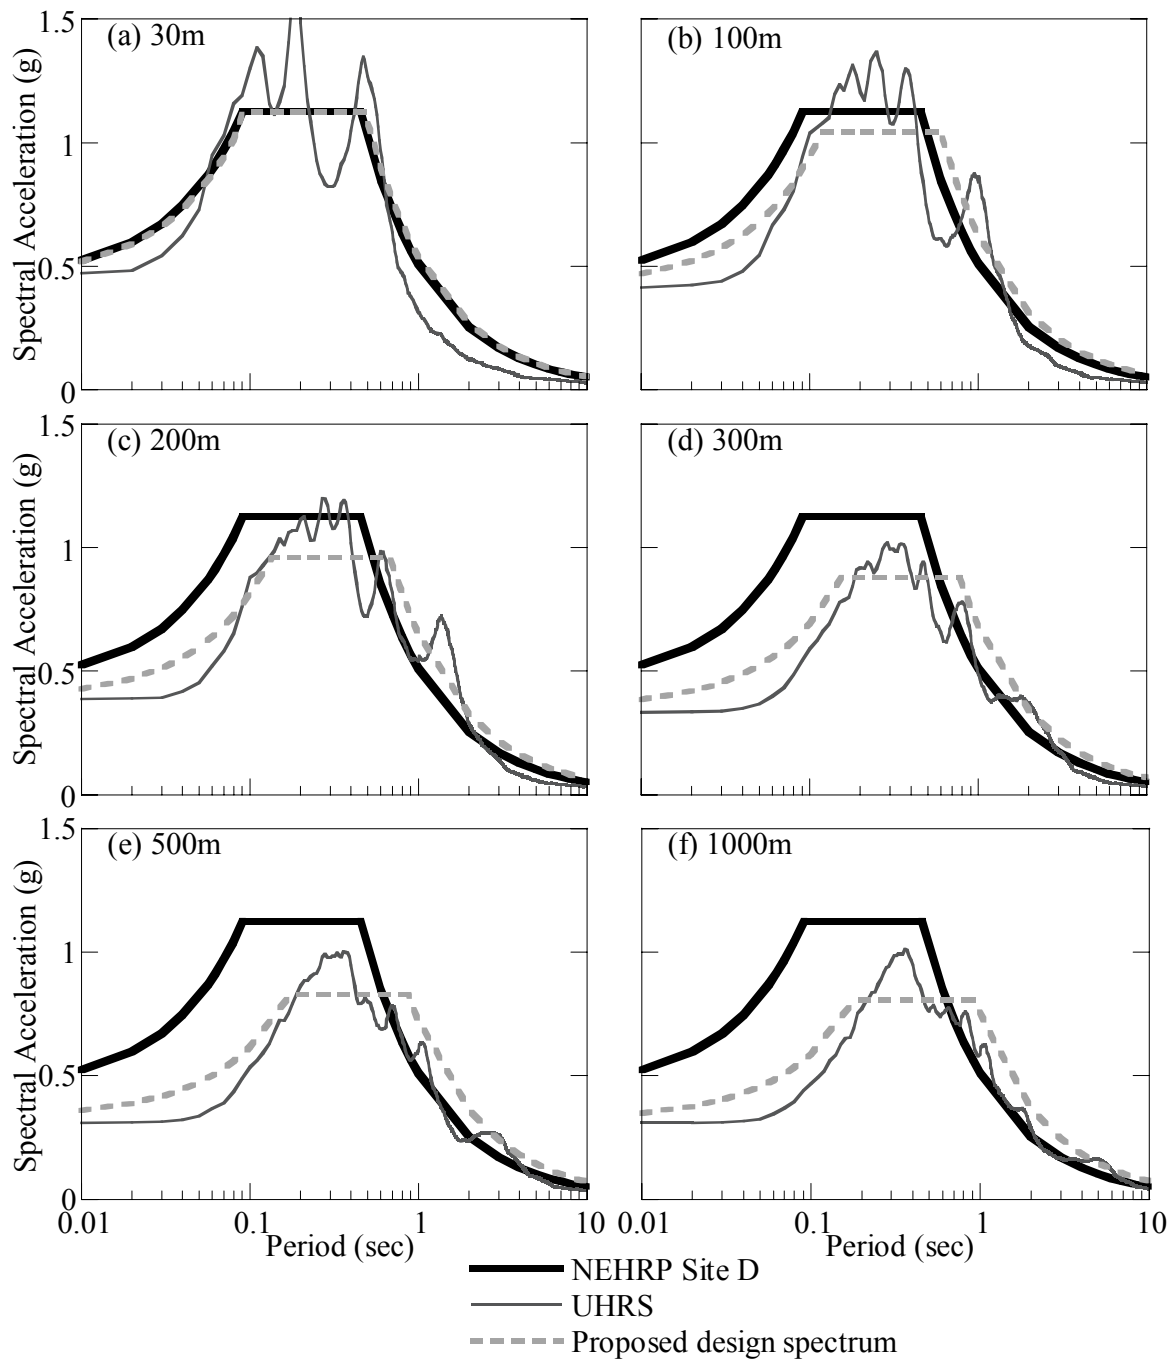 1.5
(a) 30m
(b) 100m
1
0.5
0
Spectral Acceleration (g)
1.5
(c) 200m
(d) 300m
1
0.5
0
Spectral Acceleration (g)
1.5
(e) 500m
(f) 1000m
1
0.5
0
Spectral Acceleration (g)
0.01 0.1 1 10
0.01 0.1 1 10
Period (sec)
Period (sec)
NEHRP Site D
UHRS
Proposed design spectrum